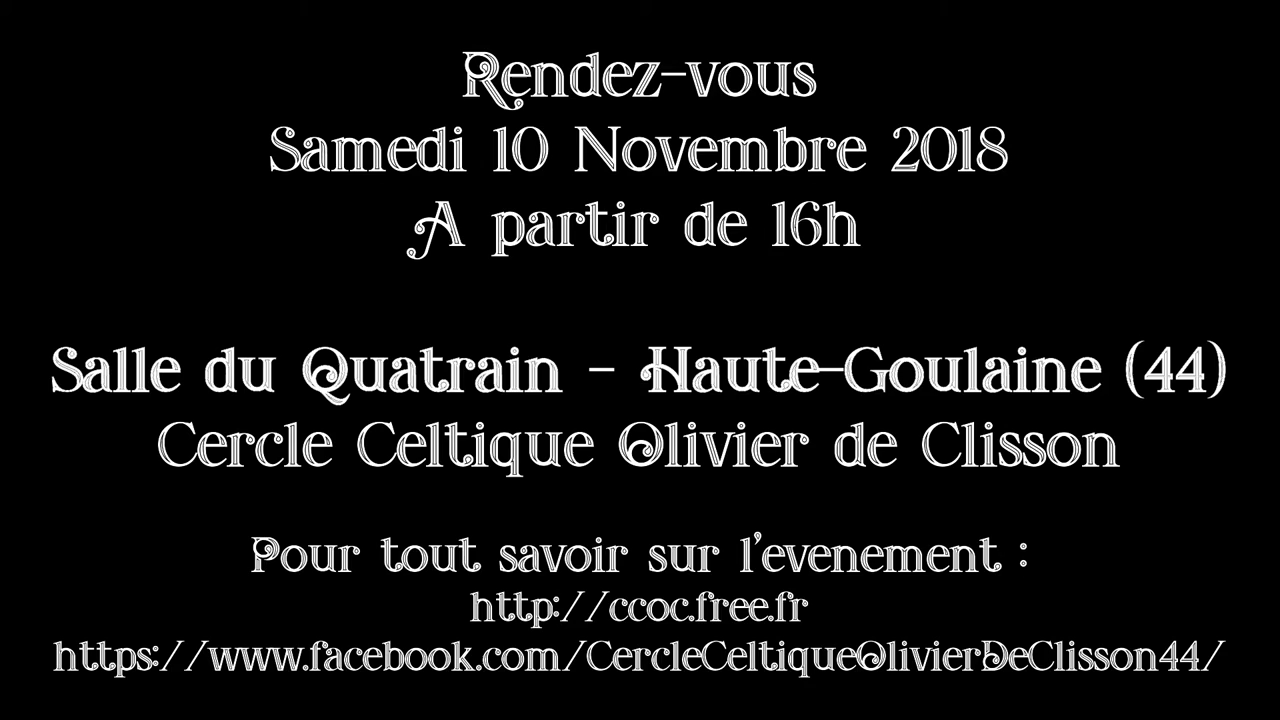 Rendez-vous
Samedi 10 Novembre 2018
A partir de 16h
Salle du Quatrain - Haute-Goulaine (44)
Cercle Celtique Olivier de Clisson
Pour tout savoir sur l'evenement :
http://ccoc.free.fr
https://www.facebook.com/CercleCeltiqueOlivierDeClisson44/